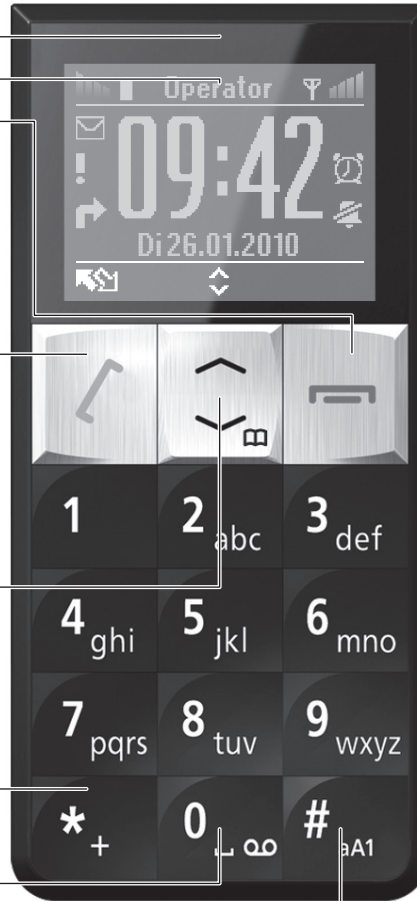 Operator
09:42
Di 26.01.2010
1 2 abc 3 def
4 ghi 5 jkl 6 mno
7 pqrs 8 tuv 9 wxyz
* + 0 # aA1